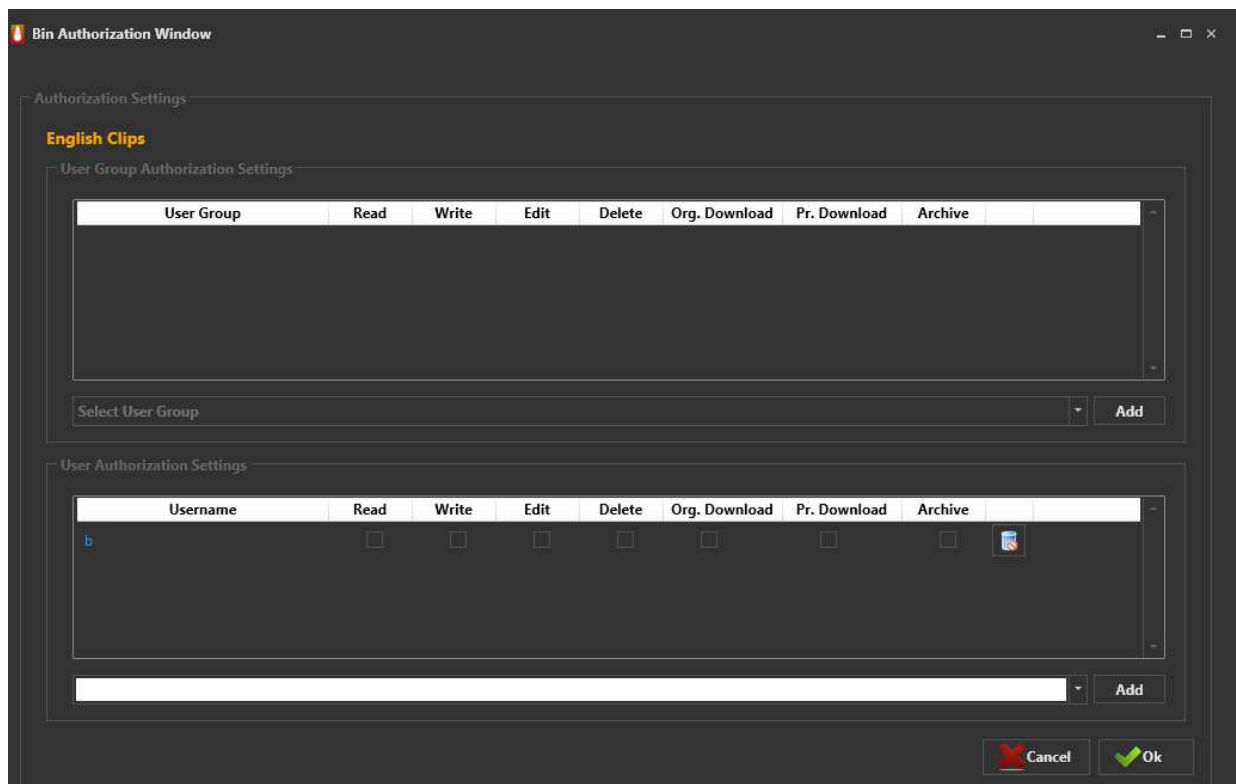 Bin Authorization Window
Authorization Settings
English Clips
User Group Authorization Settings
User Group Read Write Edit Delete Org. Download Pr. Download Archive
Select User Group Add
User Authorization Settings
Username Read Write Edit Delete Org. Download Pr. Download Archive
b
Add
Cancel Ok